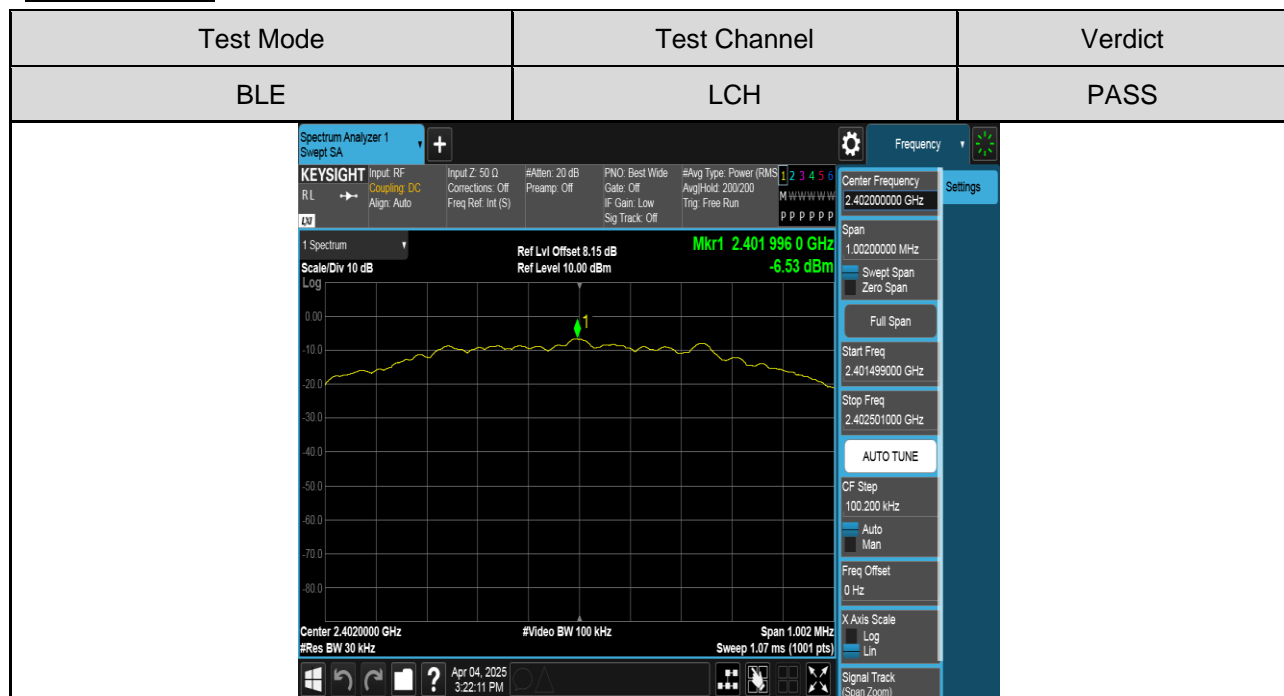 Test Mode Test Channel Verdict
BLE LCH PASS
Spectrum Analyzer 1
Swept SA
+
Frequency
KEYSIGHT
RL
LXI
Input: RF
Coupling: DC
Align: Auto
Input Z: 50 Ω
Corrections: Off
Freq Ref: Int (S)
#Atten: 20 dB
Preamp: Off
PNO: Best Wide
Gate: Off
IF Gain: Low
Sig Track: Off
#Avg Type: Power (RMS
Avg|Hold: 200/200
Trig: Free Run
1 2 3 4 5 6
M W W W W W
P P P P P P
1 Spectrum
Scale/Div 10 dB
Log
Ref Lvl Offset 8.15 dB
Ref Level 10.00 dBm
Mkr1 2.401 996 0 GHz
-6.53 dBm
1
0.00
-10.0
-20.0
-30.0
-40.0
-50.0
-60.0
-70.0
-80.0
Center 2.4020000 GHz
#Res BW 30 kHz
#Video BW 100 kHz
Span 1.002 MHz
Sweep 1.07 ms (1001 pts)
?
Apr 04, 2025
3:22:11 PM
Center Frequency
2.402000000 GHz
Span
1.00200000 MHz
Swept Span
Zero Span
Full Span
Start Freq
2.401499000 GHz
Stop Freq
2.402501000 GHz
AUTO TUNE
CF Step
100.200 kHz
Auto
Man
Freq Offset
0 Hz
X Axis Scale
Log
Lin
Signal Track
(Span Zoom)
Settings